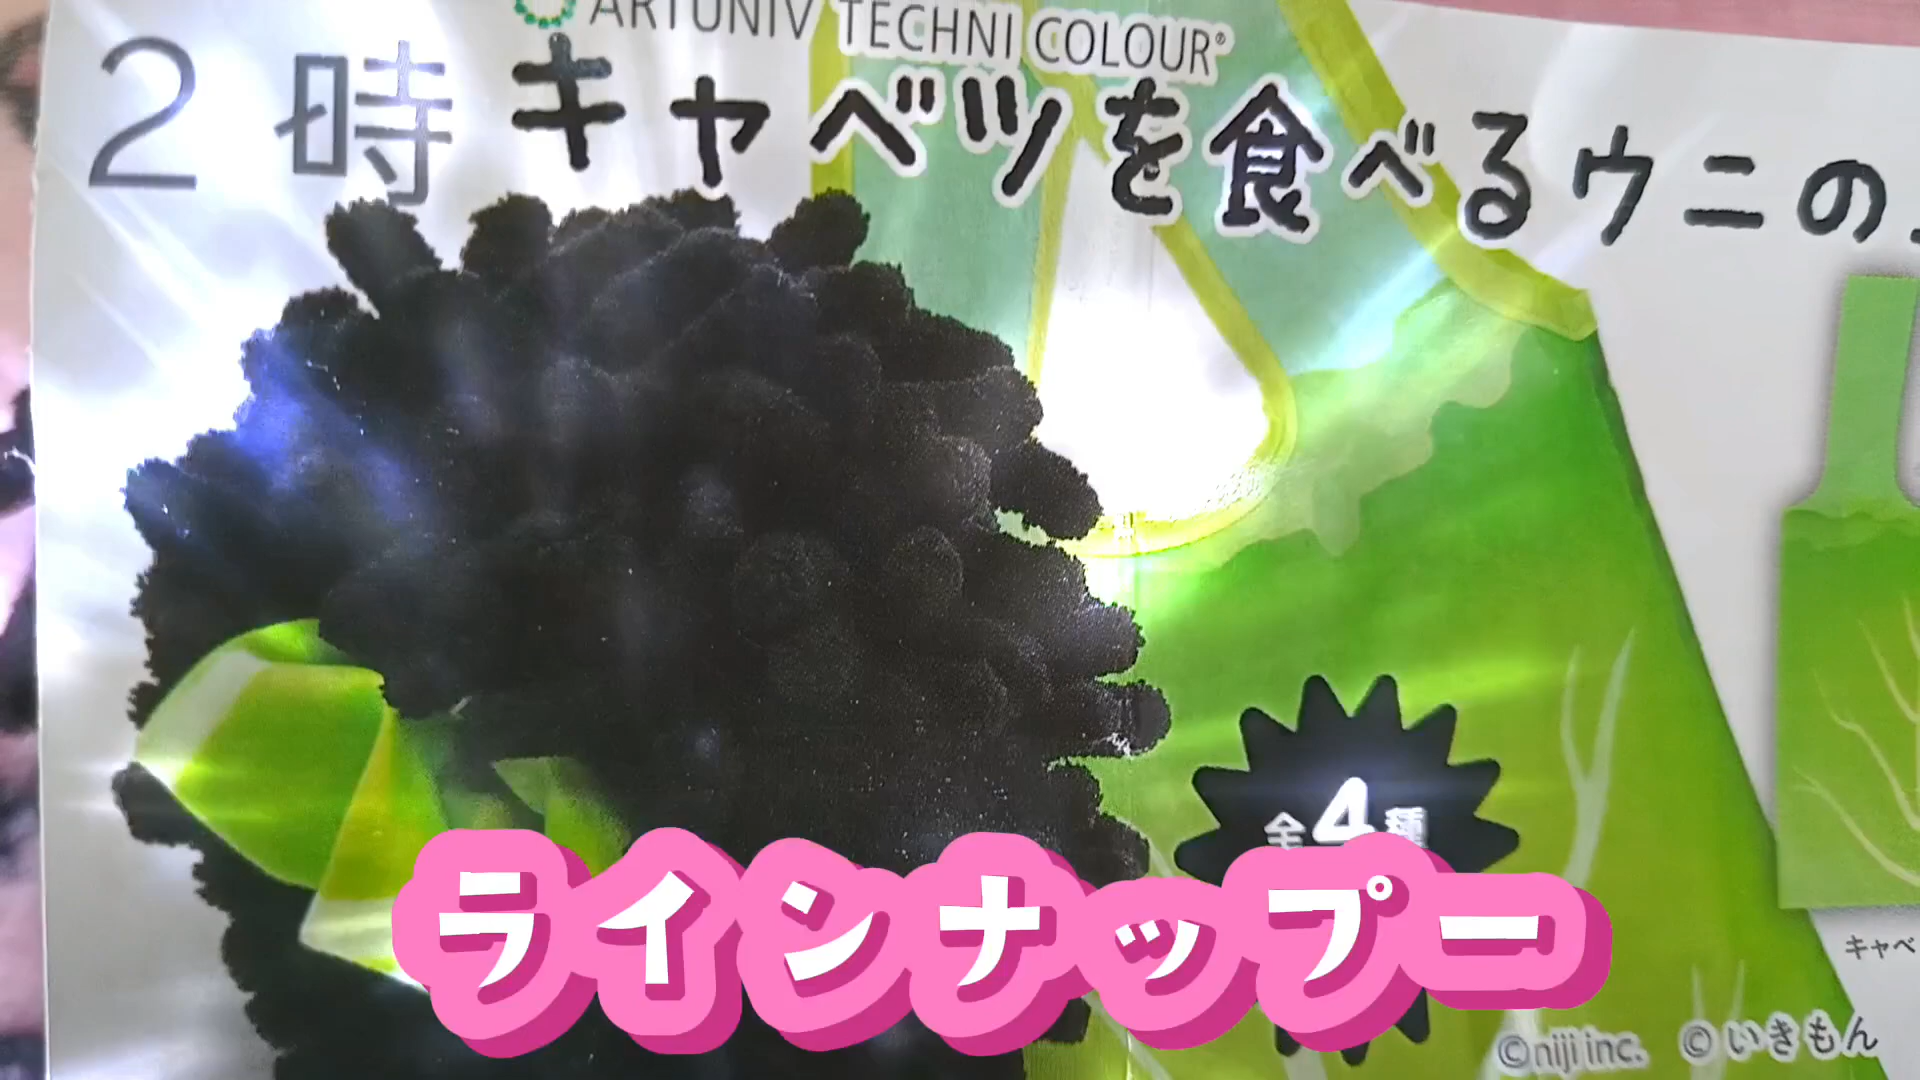 ARTUNIV TECHNI COLOUR®
2時 キャベツを食べるウニの
全4種
ラインナップー
キャベ
©niji inc. ©いきもん